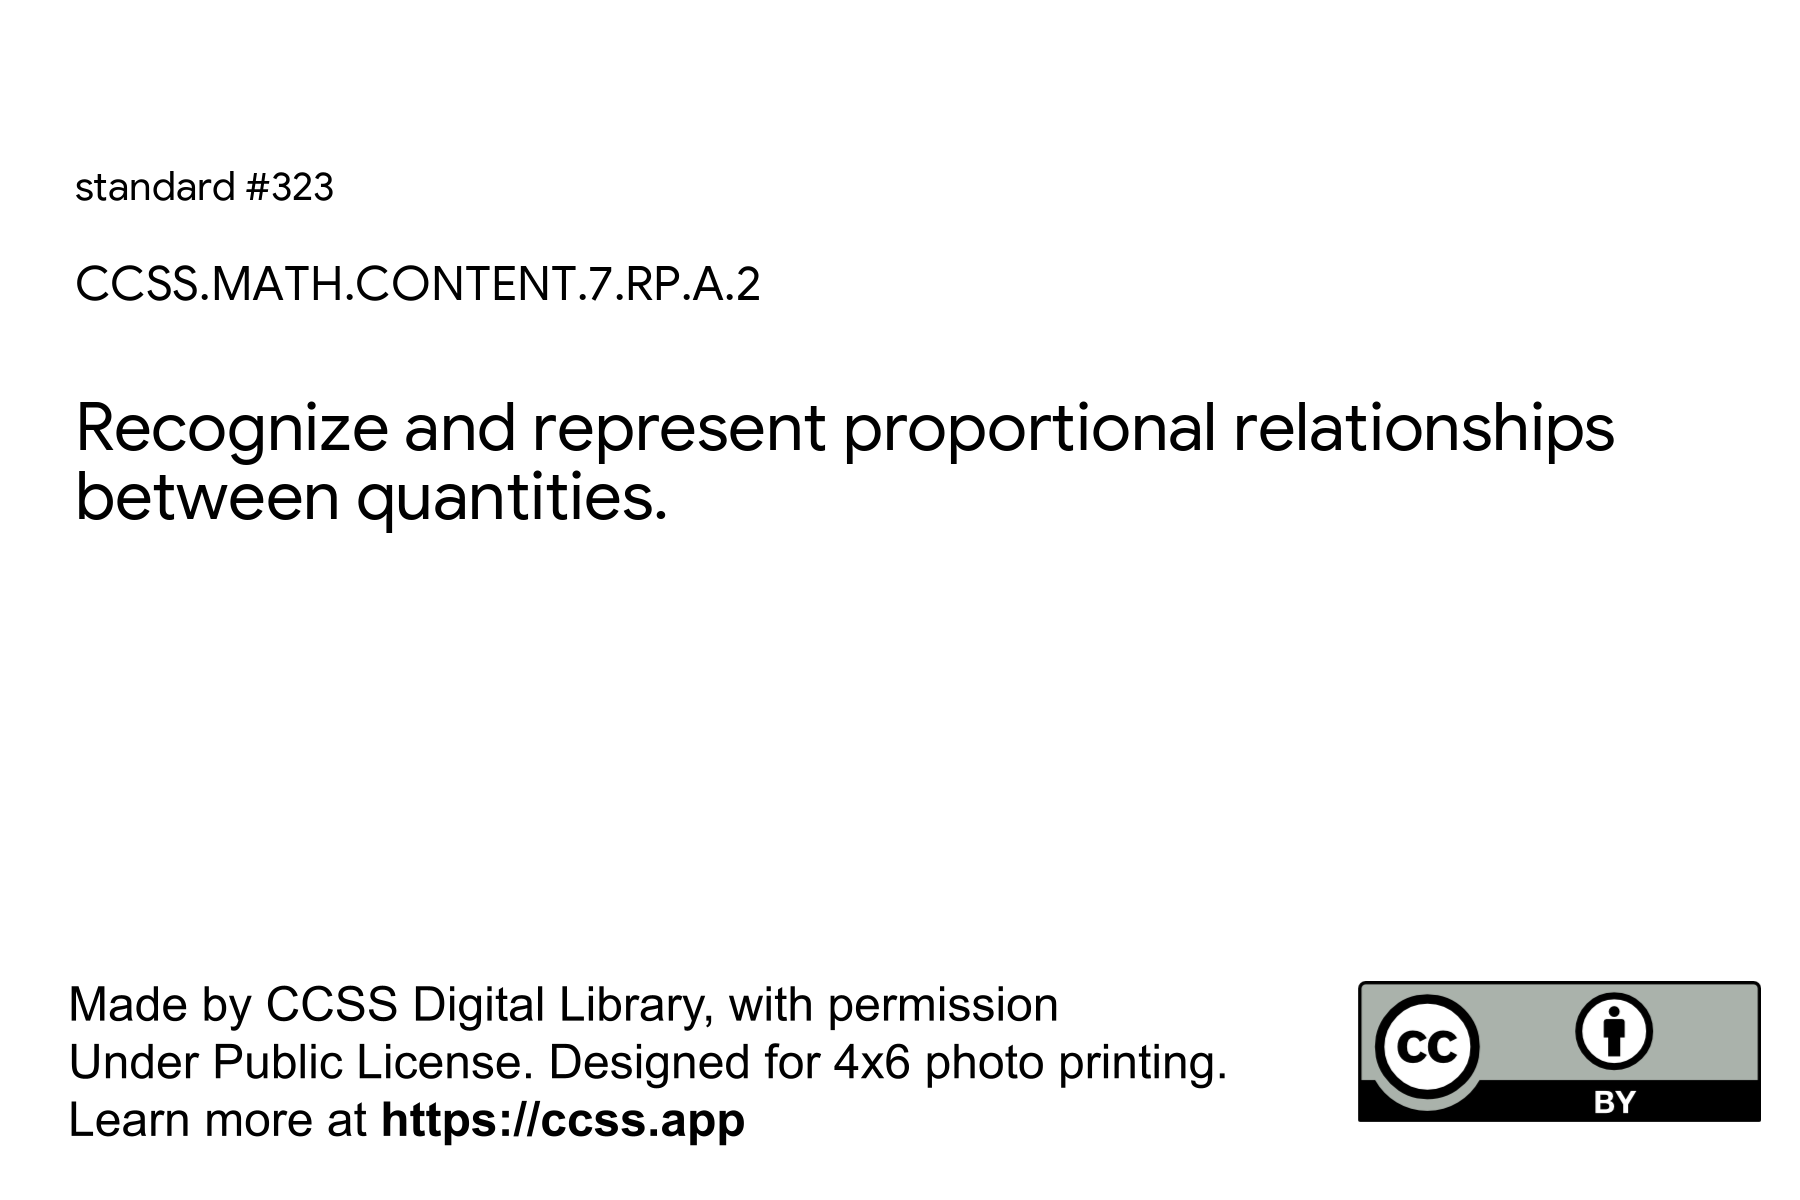 standard #323
CCSS.MATH.CONTENT.7.RP.A.2
Recognize and represent proportional relationships
between quantities.
Made by CCSS Digital Library, with permission
Under Public License. Designed for 4x6 photo printing.
Learn more at https://ccss.app
CC
BY